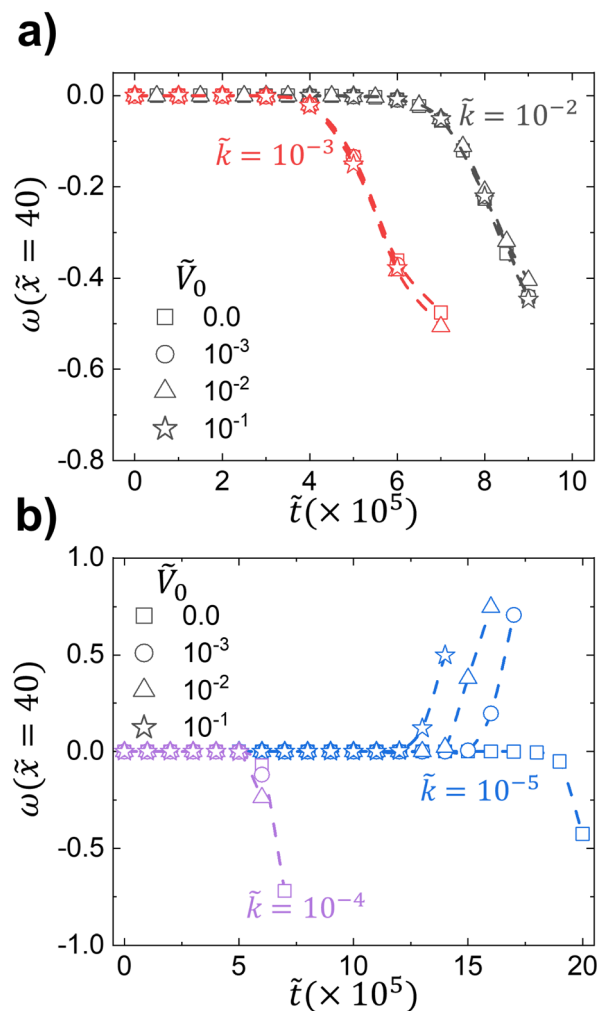 a)
0.0
-0.2
-0.4
-0.6
-0.8
ω(x̃ = 40)
k̃ = 10⁻³
k̃ = 10⁻²
Ṽ₀
0.0
10⁻³
10⁻²
10⁻¹
0 2 4 6 8 10
t̃(× 10⁵)
b)
1.0
0.5
0.0
-0.5
-1.0
ω(x̃ = 40)
Ṽ₀
0.0
10⁻³
10⁻²
10⁻¹
k̃ = 10⁻⁵
k̃ = 10⁻⁴
0 5 10 15 20
t̃(× 10⁵)